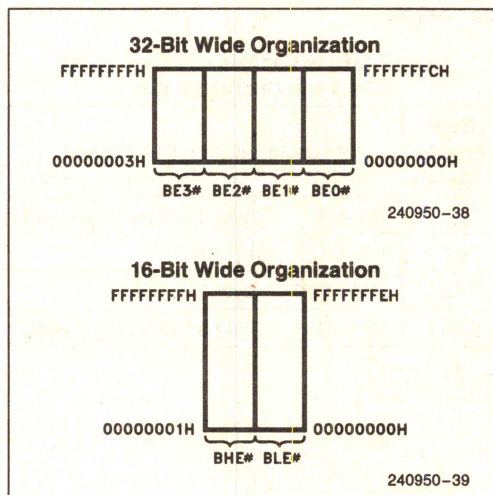 32-Bit Wide Organization
FFFFFFFFH FFFFFFFCH
00000003H 00000000H
BE3# BE2# BE1# BE0#
240950-38
16-Bit Wide Organization
FFFFFFFFH FFFFFFFEH
00000001H 00000000H
BHE# BLE#
240950-39